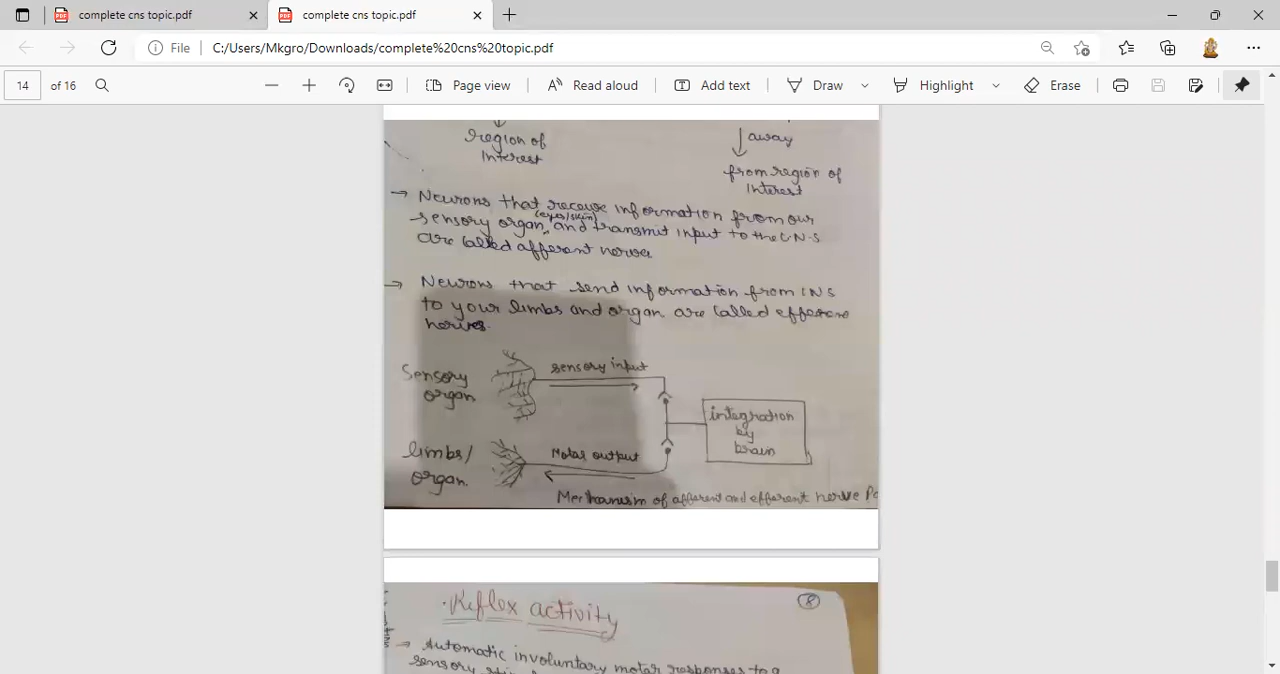 complete cns topic.pdf
complete cns topic.pdf
File
C:/Users/Mkgro/Downloads/complete%20cns%20topic.pdf
14 of 16
Page view
Read aloud
Add text
Draw
Highlight
Erase
region of
Interest
away
from region of
Interest
→ Neurons that receive information from our
(eyes/skin)
sensory organ, and transmit input to the C.N.S
are called afferent nerve
→ Neurons that send information from CNS
to your limbs and organ are called efferent
nerves.
Sensory
organ
sensory input
integration
by
brain
limbs/
organ
Motor output
Mechanism of afferent and efferent nerve Pa
Reflex activity
8
→ Automatic involuntary motor responses to a
sensory